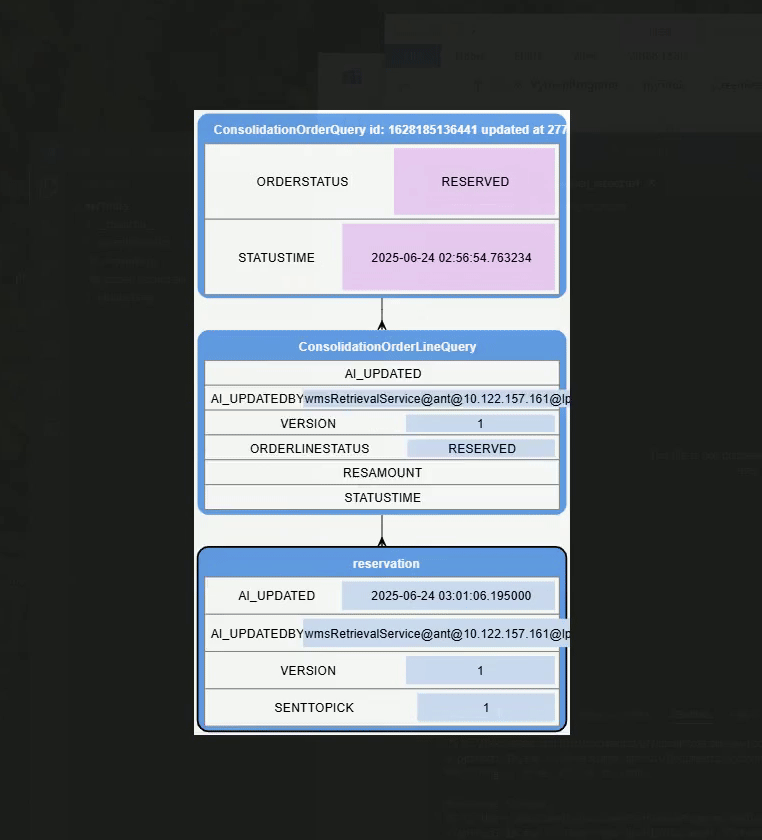 ConsolidationOrderQuery id: 1628185136441 updated at 277
ORDERSTATUS RESERVED
STATUSTIME 2025-06-24 02:56:54.763234
ConsolidationOrderLineQuery
AI_UPDATED
AI_UPDATEDBY wmsRetrievalService@ant@10.122.157.161@lp
VERSION 1
ORDERLINESTATUS RESERVED
RESAMOUNT
STATUSTIME
reservation
AI_UPDATED 2025-06-24 03:01:06.195000
AI_UPDATEDBY wmsRetrievalService@ant@10.122.157.161@lp
VERSION 1
SENTTOPICK 1